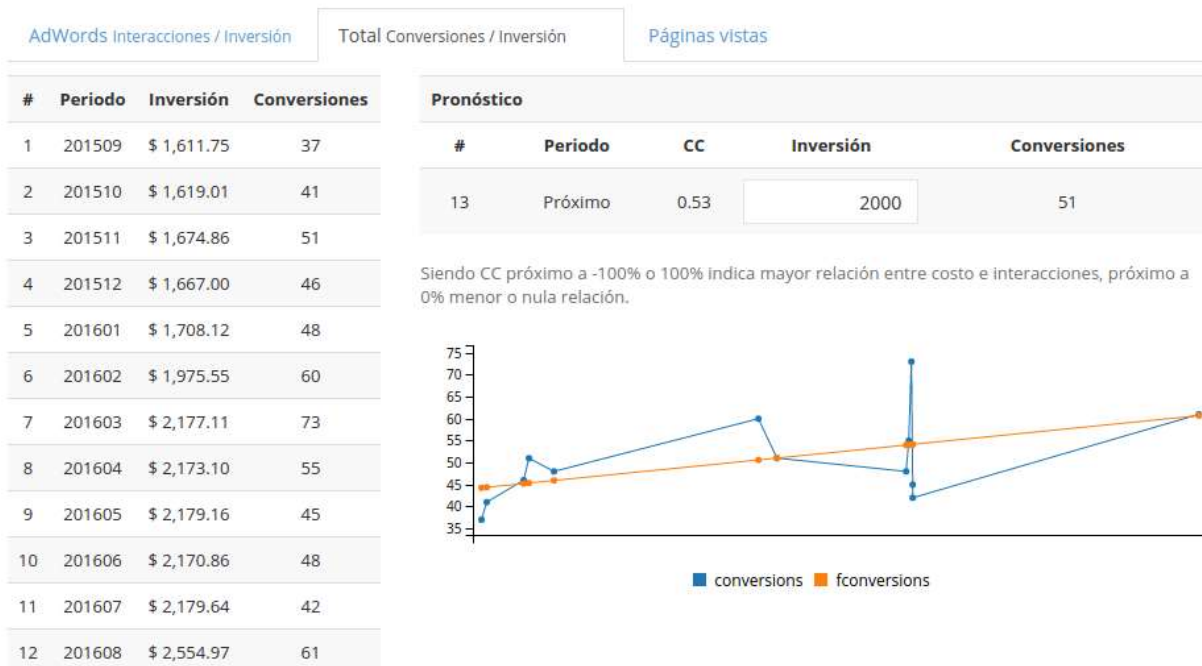 AdWords Interacciones / Inversión Total Conversiones / Inversión Páginas vistas
# Periodo Inversión Conversiones
1 201509 $ 1,611.75 37
2 201510 $ 1,619.01 41
3 201511 $ 1,674.86 51
4 201512 $ 1,667.00 46
5 201601 $ 1,708.12 48
6 201602 $ 1,975.55 60
7 201603 $ 2,177.11 73
8 201604 $ 2,173.10 55
9 201605 $ 2,179.16 45
10 201606 $ 2,170.86 48
11 201607 $ 2,179.64 42
12 201608 $ 2,554.97 61
Pronóstico
# Periodo CC Inversión Conversiones
13 Próximo 0.53 2000 51
Siendo CC próximo a -100% o 100% indica mayor relación entre costo e interacciones, próximo a
0% menor o nula relación.
75
70
65
60
55
50
45
40
35
conversions fconversions